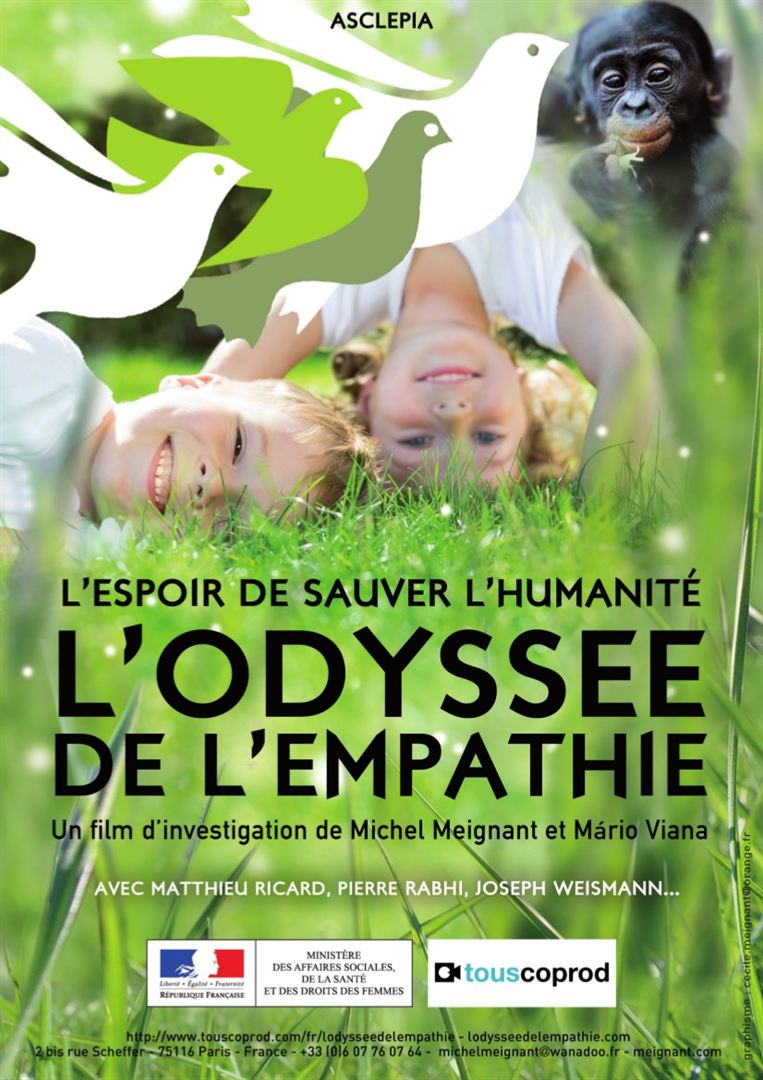 ASCLEPIA
L'ESPOIR DE SAUVER L'HUMANITÉ
L'ODYSSEE
DE L'EMPATHIE
Un film d'investigation de Michel Meignant et Mário Viana
AVEC MATTHIEU RICARD, PIERRE RABHI, JOSEPH WEISMANN...
Liberté • Égalité • Fraternité
RÉPUBLIQUE FRANÇAISE
MINISTÈRE
DES AFFAIRES SOCIALES,
DE LA SANTÉ
ET DES DROITS DES FEMMES
touscoprod
http://www.touscoprod.com/fr/lodysseedelempathie - lodysseedelempathie.com
2 bis rue Scheffer - 75116 Paris - France - +33 (0)6 07 76 07 64 - michelmeignant@wanadoo.fr - meignant.com
graphisme : cecile.meignant@orange.fr